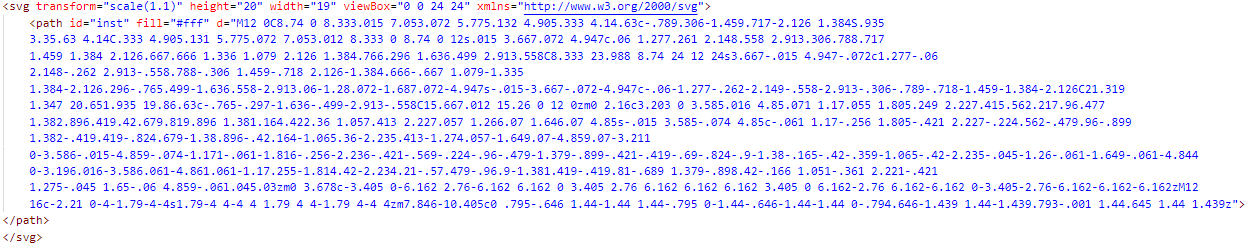 <svg transform="scale(1.1)" height="20" width="19" viewBox="0 0 24 24" xmlns="http://www.w3.org/2000/svg">
<path id="inst" fill="#fff" d="M12 0C8.74 0 8.333.015 7.053.072 5.775.132 4.905.333 4.14.63c-.789.306-1.459.717-2.126 1.384S.935
3.35.63 4.14C.333 4.905.131 5.775.072 7.053.012 8.333 0 8.74 0 12s.015 3.667.072 4.947c.06 1.277.261 2.148.558 2.913.306.788.717
1.459 1.384 2.126.667.666 1.336 1.079 2.126 1.384.766.296 1.636.499 2.913.558C8.333 23.988 8.74 24 12 24s3.667-.015 4.947-.072c1.277-.06
2.148-.262 2.913-.558.788-.306 1.459-.718 2.126-1.384.666-.667 1.079-1.335
1.384-2.126.296-.765.499-1.636.558-2.913.06-1.28.072-1.687.072-4.947s-.015-3.667-.072-4.947c-.06-1.277-.262-2.149-.558-2.913-.306-.789-.718-1.459-1.384-2.126C21.319
1.347 20.651.935 19.86.63c-.765-.297-1.636-.499-2.913-.558C15.667.012 15.26 0 12 0zm0 2.16c3.203 0 3.585.016 4.85.071 1.17.055 1.805.249 2.227.415.562.217.96.477
1.382.896.419.42.679.819.896 1.381.164.422.36 1.057.413 2.227.057 1.266.07 1.646.07 4.85s-.015 3.585-.074 4.85c-.061 1.17-.256 1.805-.421 2.227-.224.562-.479.96-.899
1.382-.419.419-.824.679-1.38.896-.42.164-1.065.36-2.235.413-1.274.057-1.649.07-4.859.07-3.211
0-3.586-.015-4.859-.074-1.171-.061-1.816-.256-2.236-.421-.569-.224-.96-.479-1.379-.899-.421-.419-.69-.824-.9-1.38-.165-.42-.359-1.065-.42-2.235-.045-1.26-.061-1.649-.061-4.844
0-3.196.016-3.586.061-4.861.061-1.17.255-1.814.42-2.234.21-.57.479-.96.9-1.381.419-.419.81-.689 1.379-.898.42-.166 1.051-.361 2.221-.421
1.275-.045 1.65-.06 4.859-.06l.045.03zm0 3.678c-3.405 0-6.162 2.76-6.162 6.162 0 3.405 2.76 6.162 6.162 6.162 3.405 0 6.162-2.76 6.162-6.162 0-3.405-2.76-6.162-6.162-6.162zM12
16c-2.21 0-4-1.79-4-4s1.79-4 4-4 4 1.79 4 4-1.79 4-4 4zm7.846-10.405c0 .795-.646 1.44-1.44 1.44-.795 0-1.44-.646-1.44-1.44 0-.794.646-1.439 1.44-1.439.793-.001 1.44.645 1.44 1.439z">
</path>
</svg>